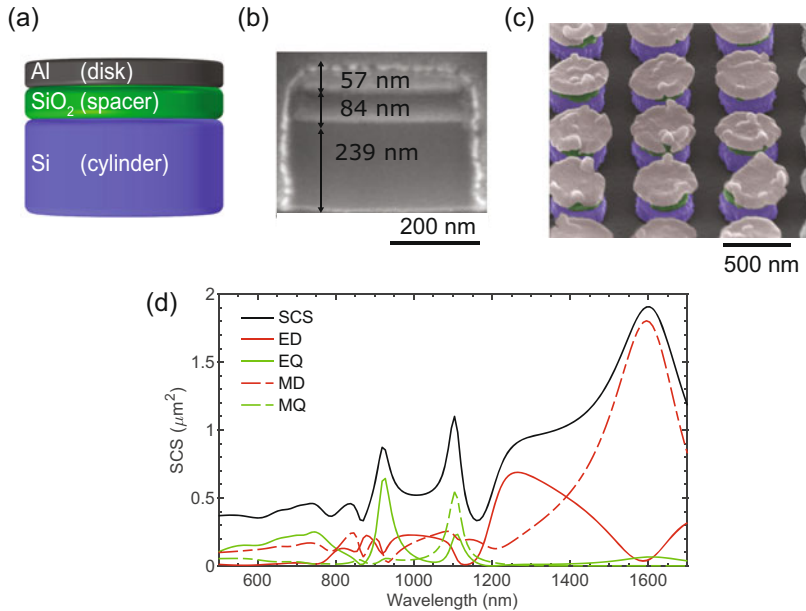 (a)
Al (disk)
SiO₂ (spacer)
Si (cylinder)
(b)
57 nm
84 nm
239 nm
200 nm
(c)
500 nm
(d)
2
1.5
1
0.5
0
SCS (μm²)
SCS
ED
EQ
MD
MQ
600 800 1000 1200 1400 1600
Wavelength (nm)